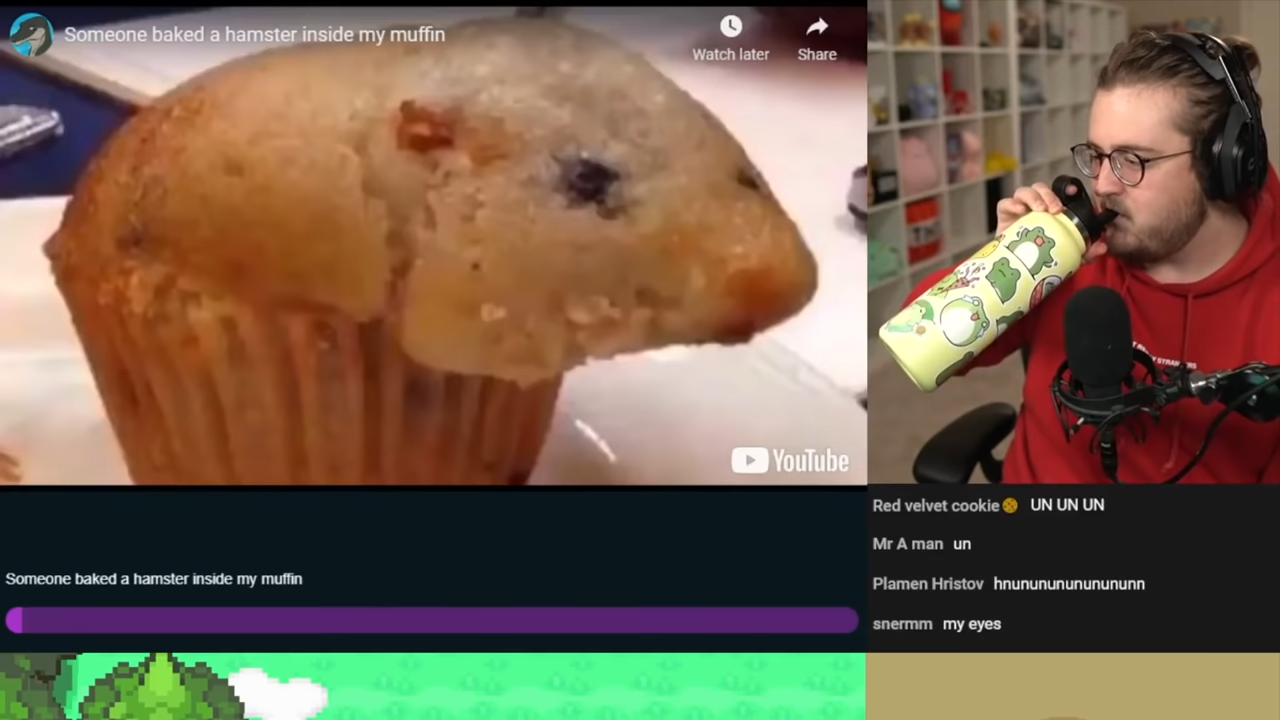 Someone baked a hamster inside my muffin
Watch later
Share
YouTube
Red velvet cookie UN UN UN
Mr A man un
Plamen Hristov hnunununununununn
snermm my eyes
Someone baked a hamster inside my muffin